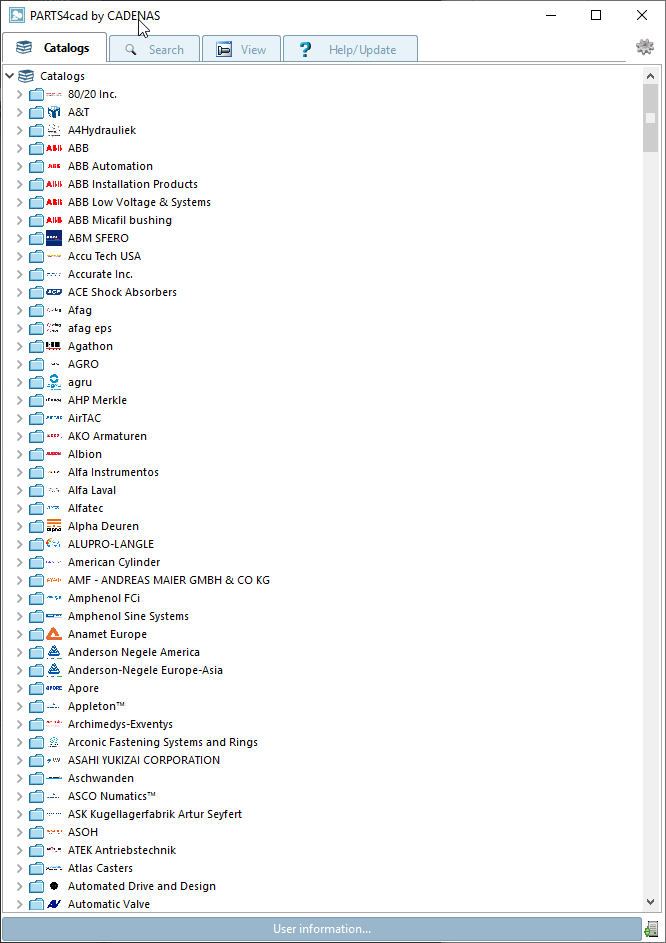 PARTS4cad by CADENAS
Catalogs Search View Help/Update
Catalogs
80/20 Inc.
A&T
A4Hydrauliek
ABB
ABB Automation
ABB Installation Products
ABB Low Voltage & Systems
ABB Micafil bushing
ABM SFERO
Accu Tech USA
Accurate Inc.
ACE Shock Absorbers
Afag
afag eps
Agathon
AGRO
agru
AHP Merkle
AirTAC
AKO Armaturen
Albion
Alfa Instrumentos
Alfa Laval
Alfatec
Alpha Deuren
ALUPRO-LANGLE
American Cylinder
AMF - ANDREAS MAIER GMBH & CO KG
Amphenol FCi
Amphenol Sine Systems
Anamet Europe
Anderson Negele America
Anderson-Negele Europe-Asia
Apore
Appleton™
Archimedys-Exventys
Arconic Fastening Systems and Rings
ASAHI YUKIZAI CORPORATION
Aschwanden
ASCO Numatics™
ASK Kugellagerfabrik Artur Seyfert
ASOH
ATEK Antriebstechnik
Atlas Casters
Automated Drive and Design
Automatic Valve
User information...